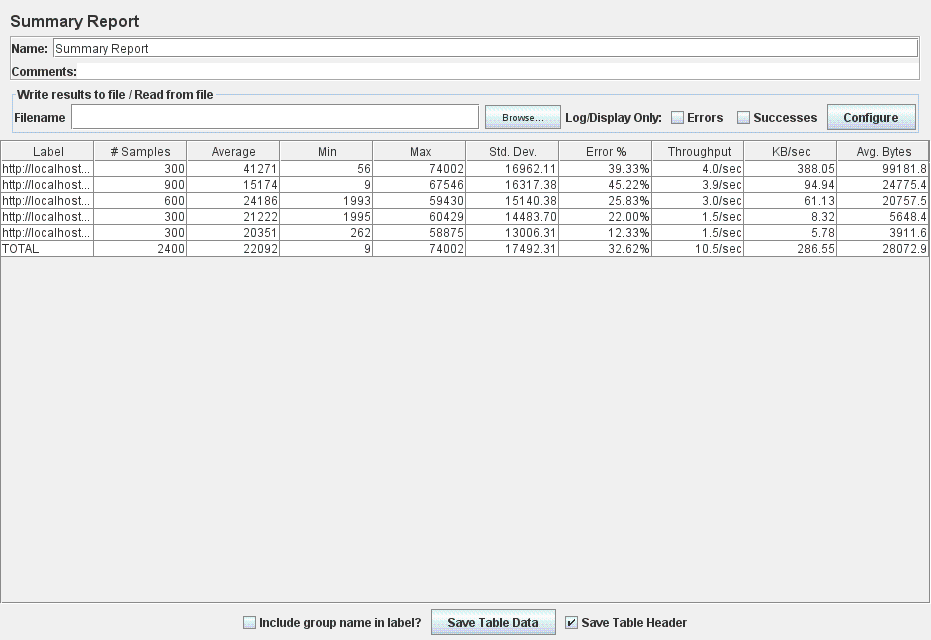 Summary Report
Name: Summary Report
Comments:
Write results to file / Read from file
Filename Browse... Log/Display Only: Errors Successes Configure
Label # Samples Average Min Max Std. Dev. Error % Throughput KB/sec Avg. Bytes
http://localhost... 300 41271 56 74002 16962.11 39.33% 4.0/sec 388.05 99181.8
http://localhost... 900 15174 9 67546 16317.38 45.22% 3.9/sec 94.94 24775.4
http://localhost... 600 24186 1993 59430 15140.38 25.83% 3.0/sec 61.13 20757.5
http://localhost... 300 21222 1995 60429 14483.70 22.00% 1.5/sec 8.32 5648.4
http://localhost... 300 20351 262 58875 13006.31 12.33% 1.5/sec 5.78 3911.6
TOTAL 2400 22092 9 74002 17492.31 32.62% 10.5/sec 286.55 28072.9
Include group name in label? Save Table Data Save Table Header